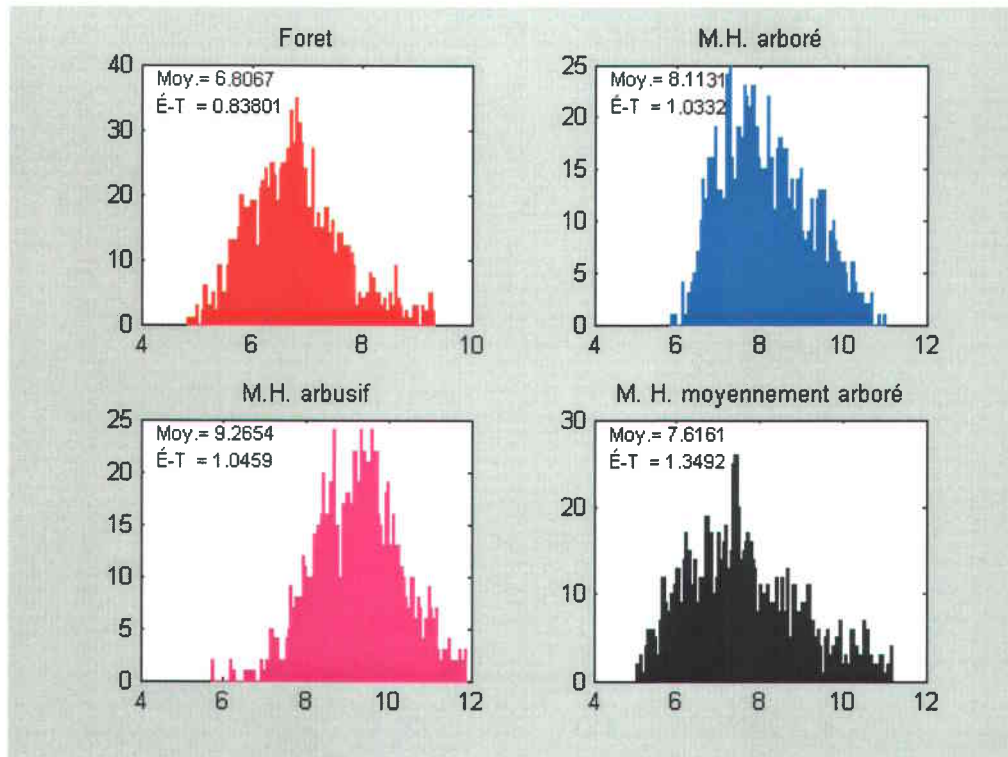 Foret
40
30
20
10
0
4 6 8 10
Moy.= 6.8067
É-T = 0.83801
M.H. arboré
25
20
15
10
5
0
4 6 8 10 12
Moy.= 8.1131
É-T = 1.0332
M.H. arbusif
25
20
15
10
5
0
4 6 8 10 12
Moy.= 9.2654
É-T = 1.0459
M. H. moyennement arboré
30
20
10
0
4 6 8 10 12
Moy.= 7.6161
É-T = 1.3492